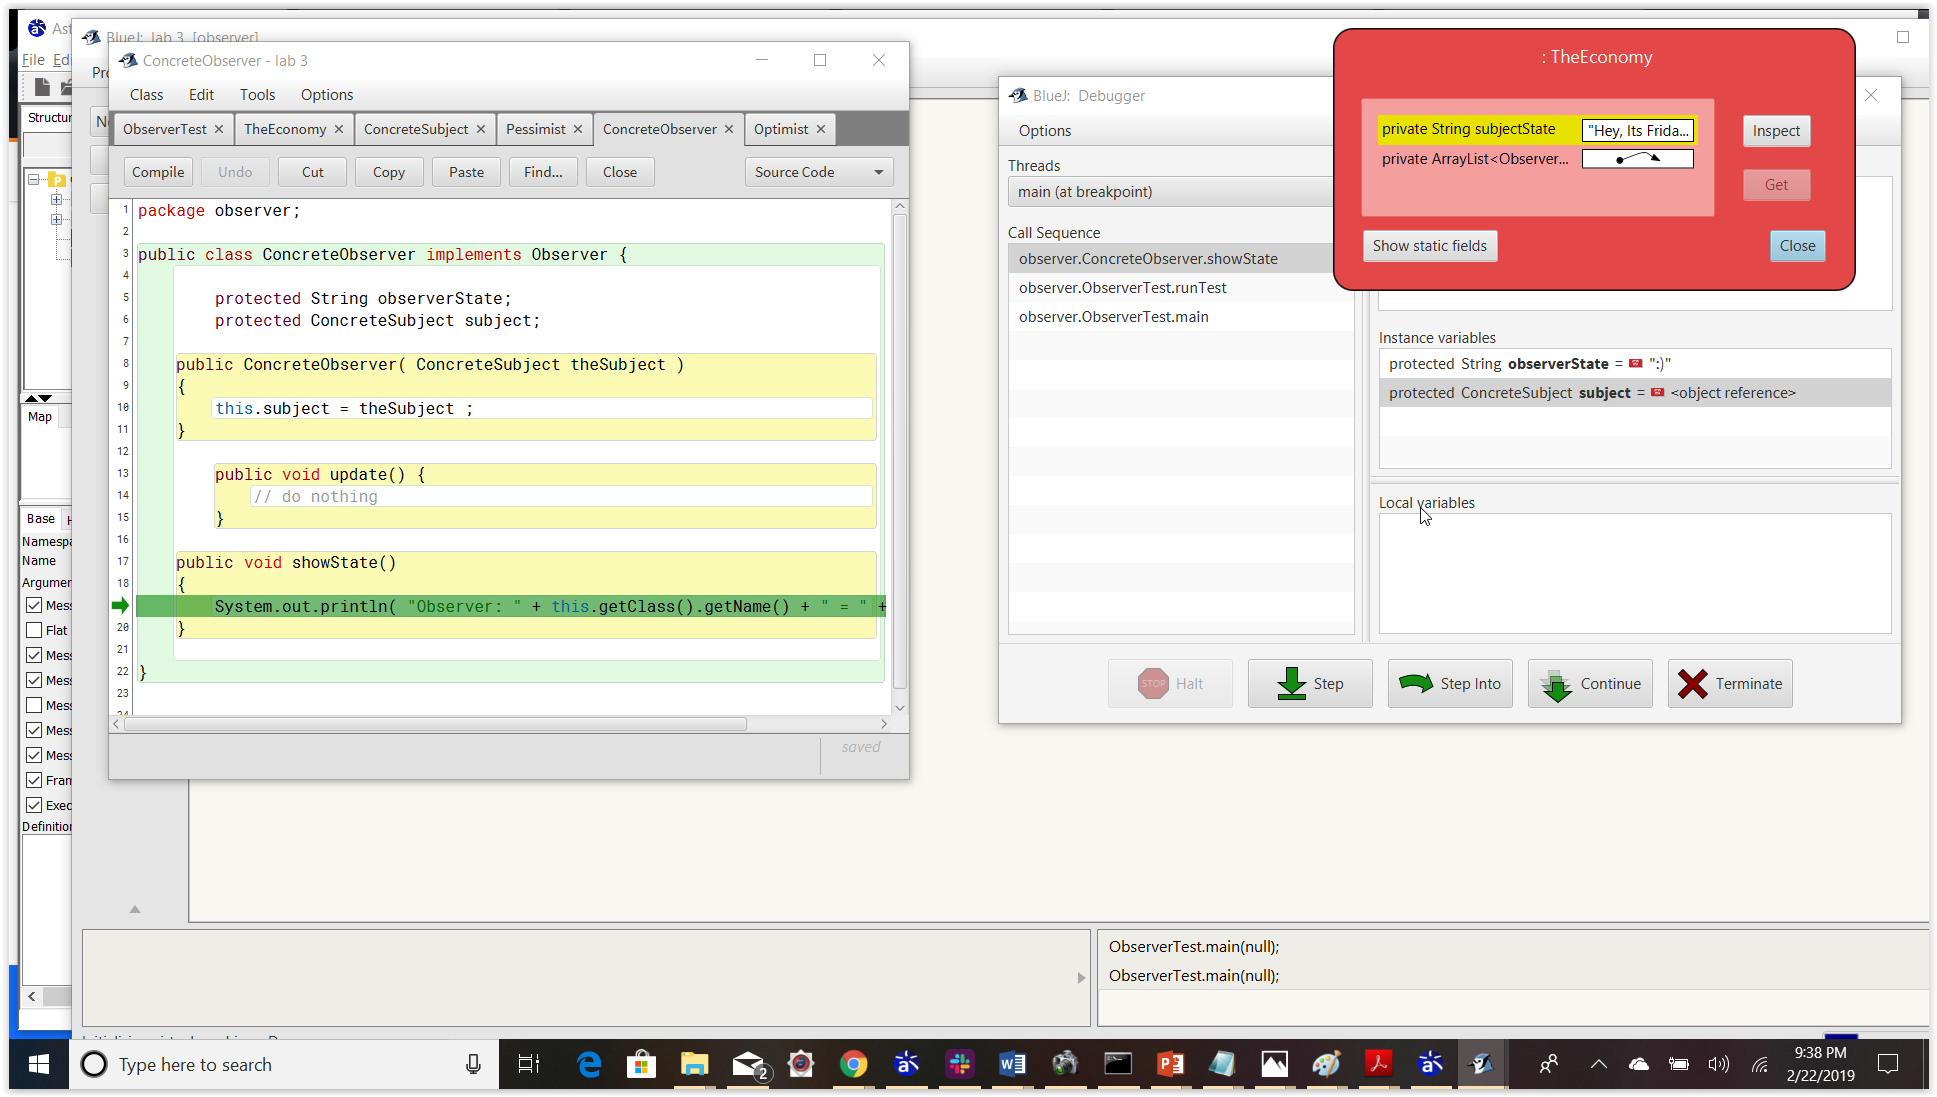 Ast
File Edi
BlueJ: lab 3 [observer]
ConcreteObserver - lab 3
Class Edit Tools Options
ObserverTest TheEconomy ConcreteSubject Pessimist ConcreteObserver Optimist
Compile Undo Cut Copy Paste Find... Close Source Code
1 package observer;
2
3 public class ConcreteObserver implements Observer {
4
5 protected String observerState;
6 protected ConcreteSubject subject;
7
8 public ConcreteObserver( ConcreteSubject theSubject )
9 {
10 this.subject = theSubject ;
11 }
12
13 public void update() {
14 // do nothing
15 }
16
17 public void showState()
18 {
System.out.println( "Observer: " + this.getClass().getName() + " = " +
20 }
21
22 }
23
24
saved
Structur
Map
Base
Namespa
Name
Argumer
Mess
Flat
Mess
Mess
Mess
Mess
Mess
Fram
Exec
Definition
BlueJ: Debugger
Options
Threads
main (at breakpoint)
Call Sequence
observer.ConcreteObserver.showState
observer.ObserverTest.runTest
observer.ObserverTest.main
: TheEconomy
private String subjectState "Hey, Its Frida...
private ArrayList<Observer...
Inspect
Get
Show static fields
Close
Instance variables
protected String observerState = ":)"
protected ConcreteSubject subject = <object reference>
Local variables
STOP Halt Step Step Into Continue Terminate
ObserverTest.main(null);
ObserverTest.main(null);
Type here to search
2
9:38 PM
2/22/2019